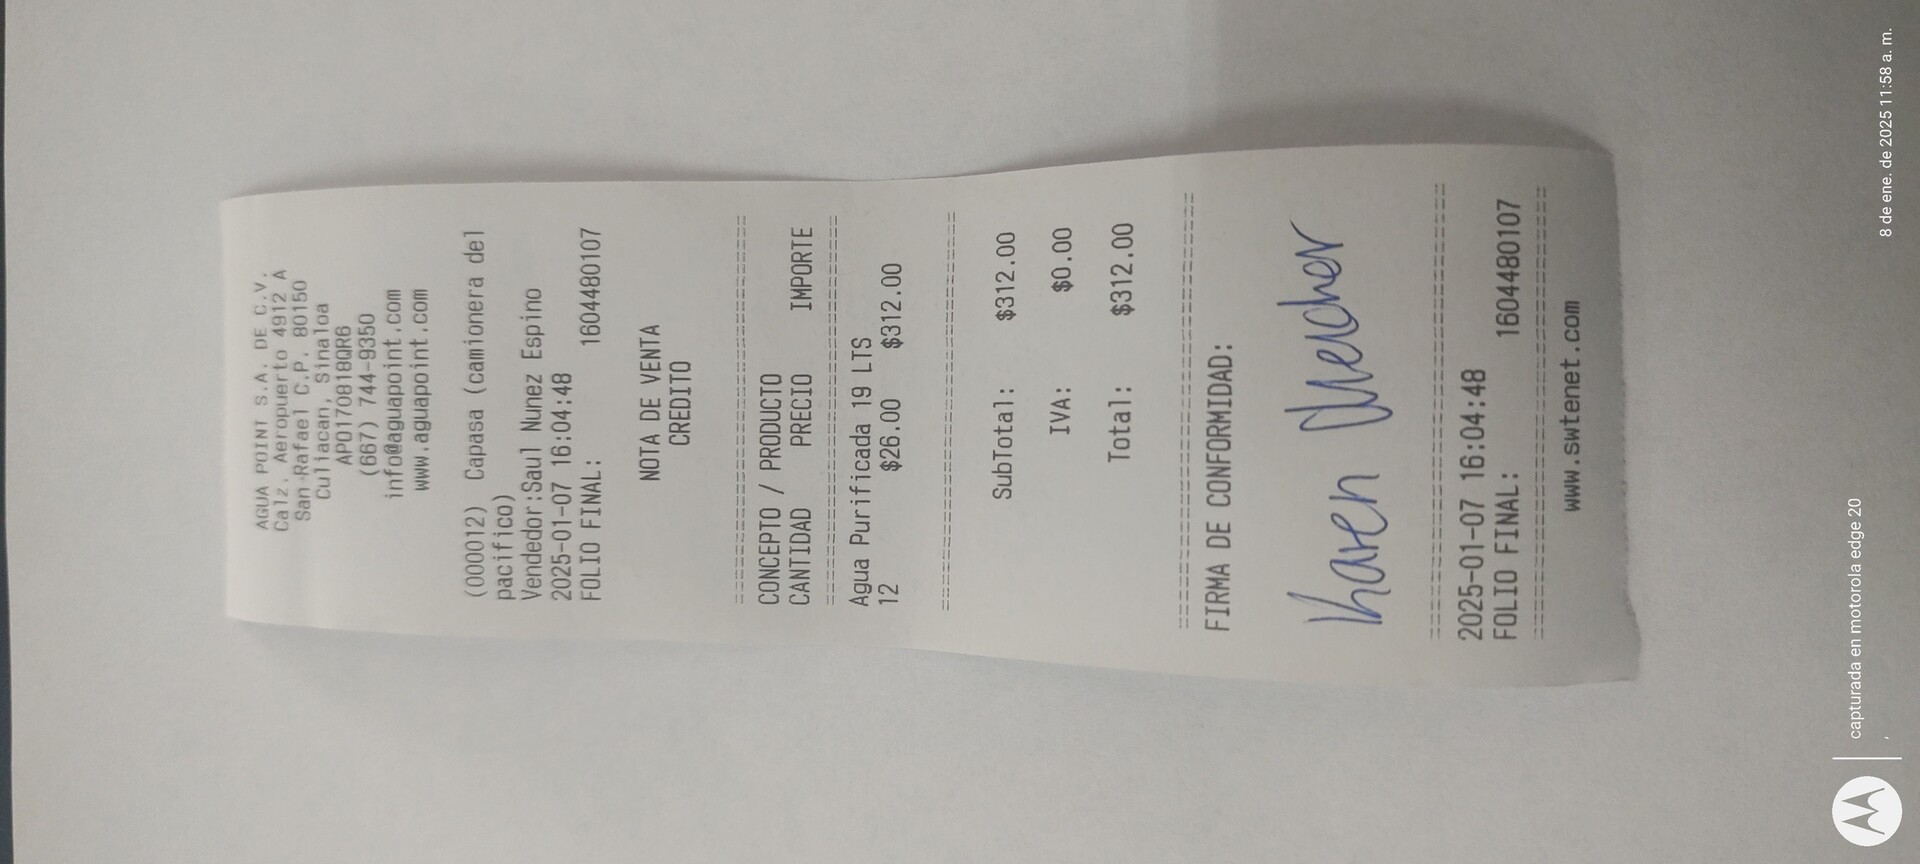 AGUA POINT S.A. DE C.V.
Calz. Aeropuerto 4912 A
San Rafael C.P. 80150
Culiacan, Sinaloa
APO170818QR6
(667) 744-9350
info@aguapoint.com
www.aguapoint.com
(000012) Capasa (camionera del
pacifico)
Vendedor:Saul Nunez Espino
2025-01-07 16:04:48
FOLIO FINAL: 1604480107
NOTA DE VENTA
CREDITO
CONCEPTO / PRODUCTO
CANTIDAD PRECIO IMPORTE
Agua Purificada 19 LTS
12 $26.00 $312.00
SubTotal: $312.00
IVA: $0.00
Total: $312.00
FIRMA DE CONFORMIDAD:
Karen
2025-01-07 16:04:48
FOLIO FINAL: 1604480107
www.swtenet.com
capturada en motorola edge 20
8 de ene. de 2025 11:58 a. m.